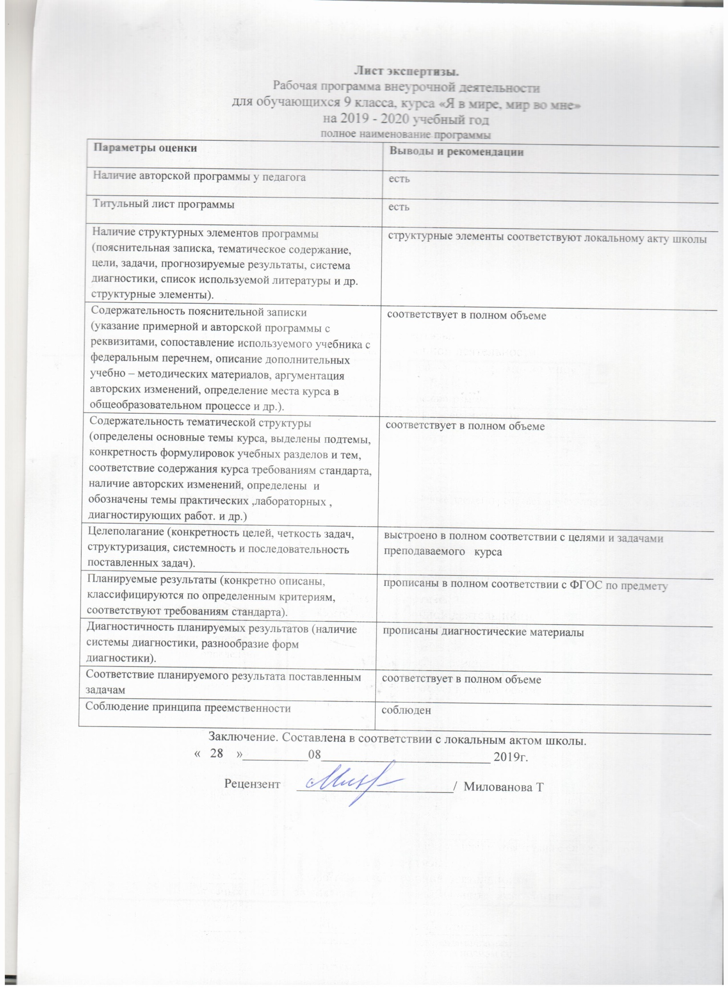 Лист экспертизы.
Рабочая программа внеурочной деятельности
для обучающихся 9 класса, курса «Я в мире, мир во мне»
на 2019 - 2020 учебный год
полное наименование программы
Параметры оценки
Выводы и рекомендации
Наличие авторской программы у педагога
есть
Титульный лист программы
есть
Наличие структурных элементов программы
(пояснительная записка, тематическое содержание,
цели, задачи, прогнозируемые результаты, система
диагностики, список используемой литературы и др.
структурные элементы).
структурные элементы соответствуют локальному акту школы
Содержательность пояснительной записки
(указание примерной и авторской программы с
реквизитами, сопоставление используемого учебника с
федеральным перечнем, описание дополнительных
учебно – методических материалов, аргументация
авторских изменений, определение места курса в
общеобразовательном процессе и др.).
соответствует в полном объеме
Содержательность тематической структуры
(определены основные темы курса, выделены подтемы,
конкретность формулировок учебных разделов и тем,
соответствие содержания курса требованиям стандарта,
наличие авторских изменений, определены  и
обозначены темы практических ,лабораторных ,
диагностирующих работ. и др.)
соответствует в полном объеме
Целеполагание (конкретность целей, четкость задач,
структуризация, системность и последовательность
поставленных задач).
выстроено в полном соответствии с целями и задачами
преподаваемого   курса
Планируемые результаты (конкретно описаны,
классифицируются по определенным критериям,
соответствуют требованиям стандарта).
прописаны в полном соответствии с ФГОС по предмету
Диагностичность планируемых результатов (наличие
системы диагностики, разнообразие форм
диагностики).
прописаны диагностические материалы
Соответствие планируемого результата поставленным
задачам
соответствует в полном объеме
Соблюдение принципа преемственности
соблюден
Заключение. Составлена в соответствии с локальным актом школы.
«   28    »__________08__________________________ 2019г.
Рецензент ________________________/  Милованова Т